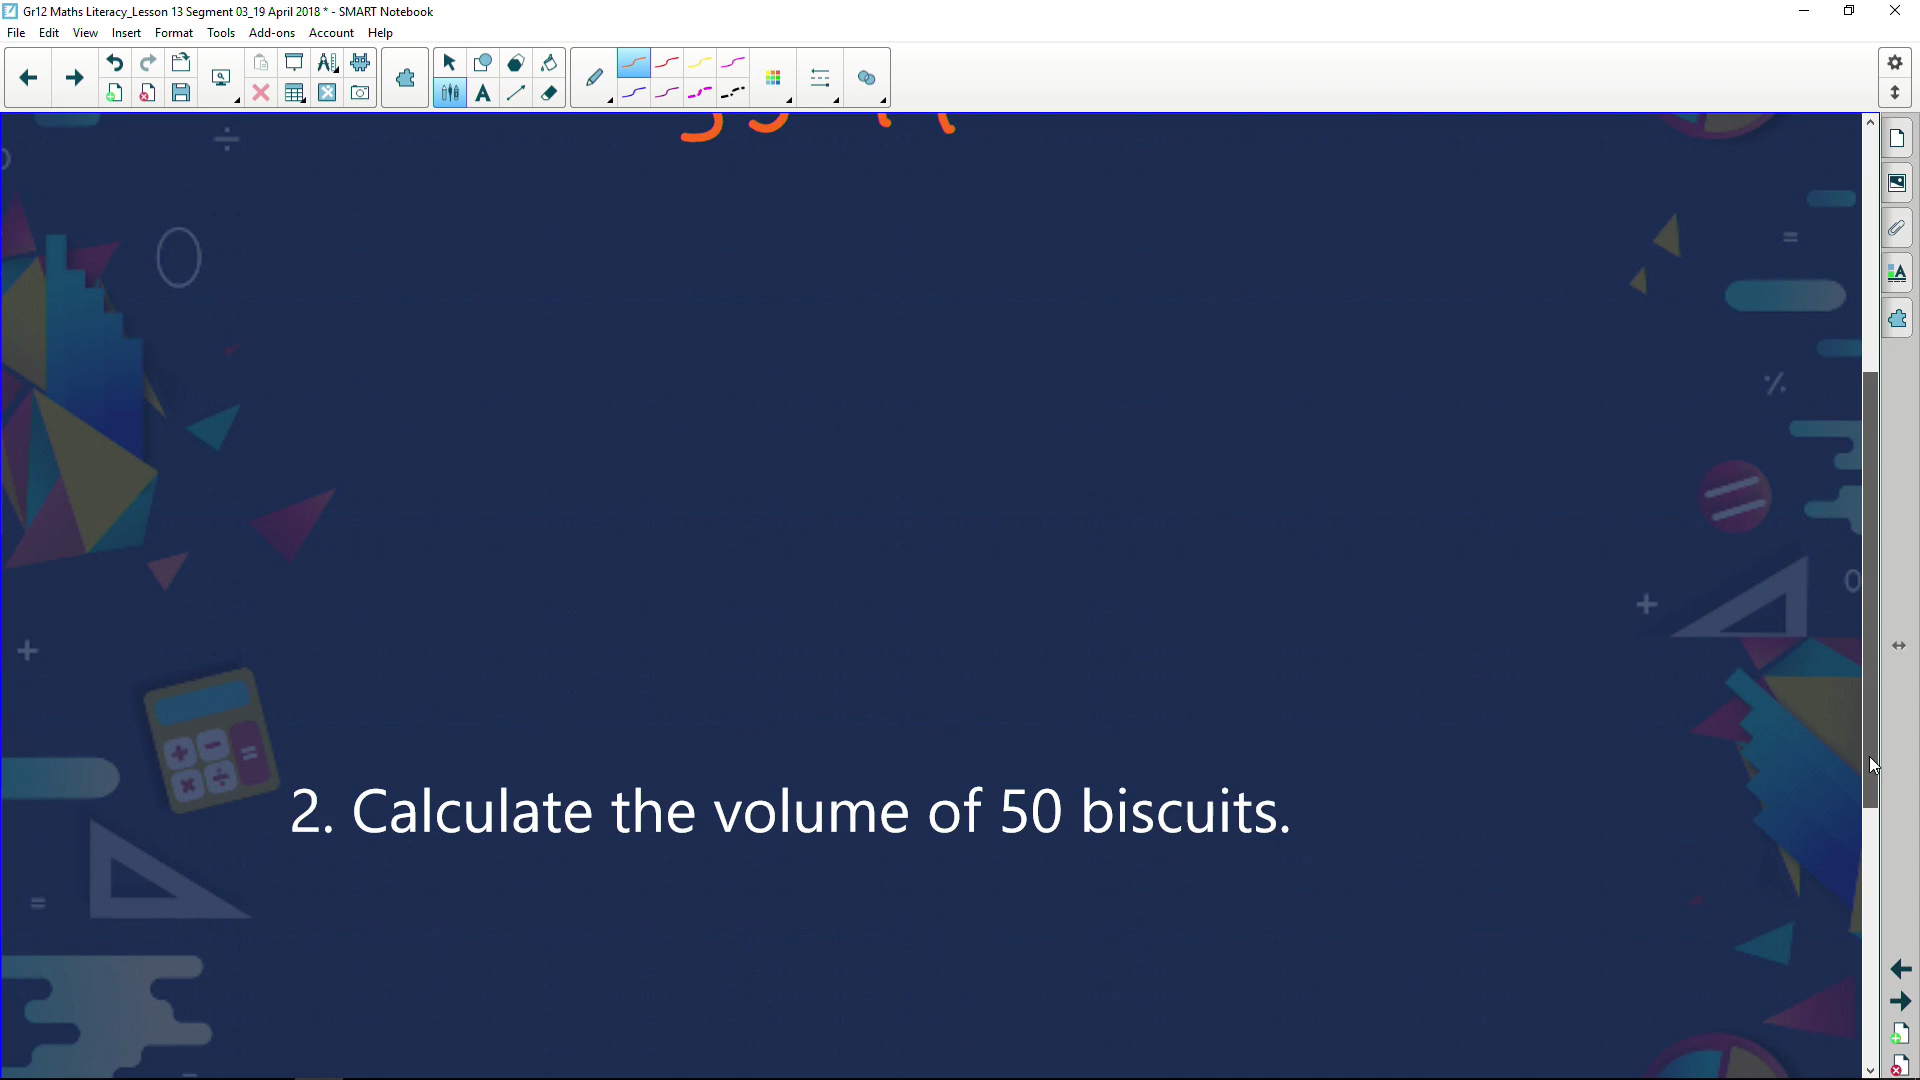 Gr12 Maths Literacy_Lesson 13 Segment 03_19 April 2018 * - SMART Notebook
File Edit View Insert Format Tools Add-ons Account Help
2. Calculate the volume of 50 biscuits.